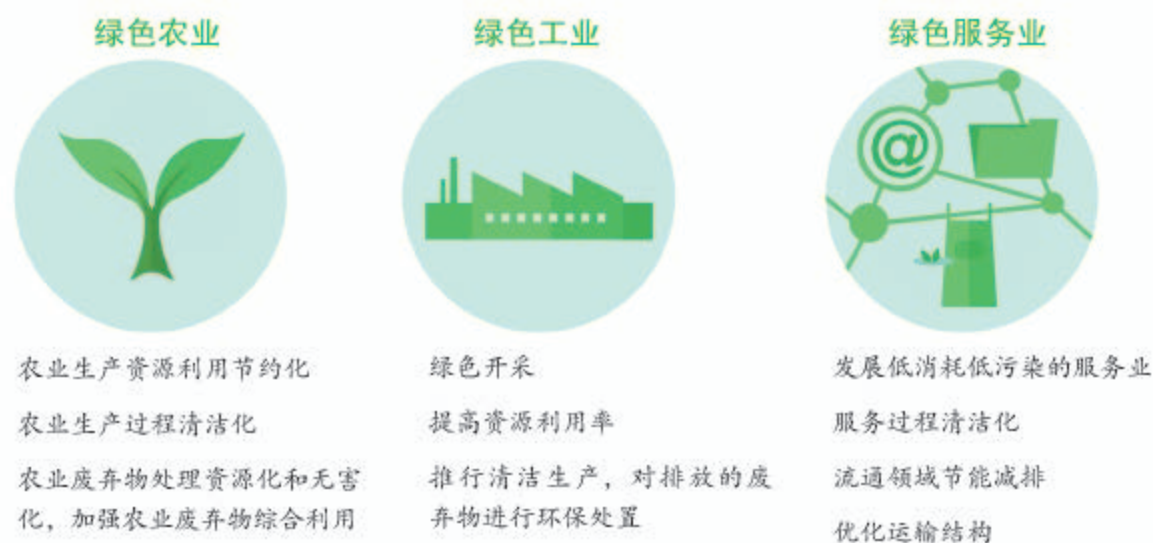 绿色农业
农业生产资源利用节约化
农业生产过程清洁化
农业废弃物处理资源化和无害
化，加强农业废弃物综合利用
绿色工业
绿色开采
提高资源利用率
推行清洁生产，对排放的废
弃物进行环保处置
绿色服务业
@
发展低消耗低污染的服务业
服务过程清洁化
流通领域节能减排
优化运输结构